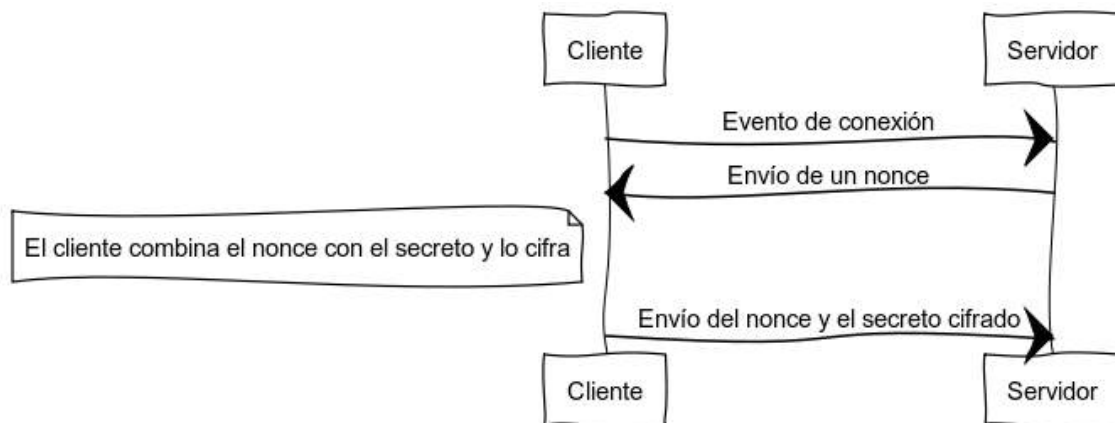 Cliente
Servidor
Evento de conexión
Envío de un nonce
El cliente combina el nonce con el secreto y lo cifra
Envío del nonce y el secreto cifrado
Cliente
Servidor